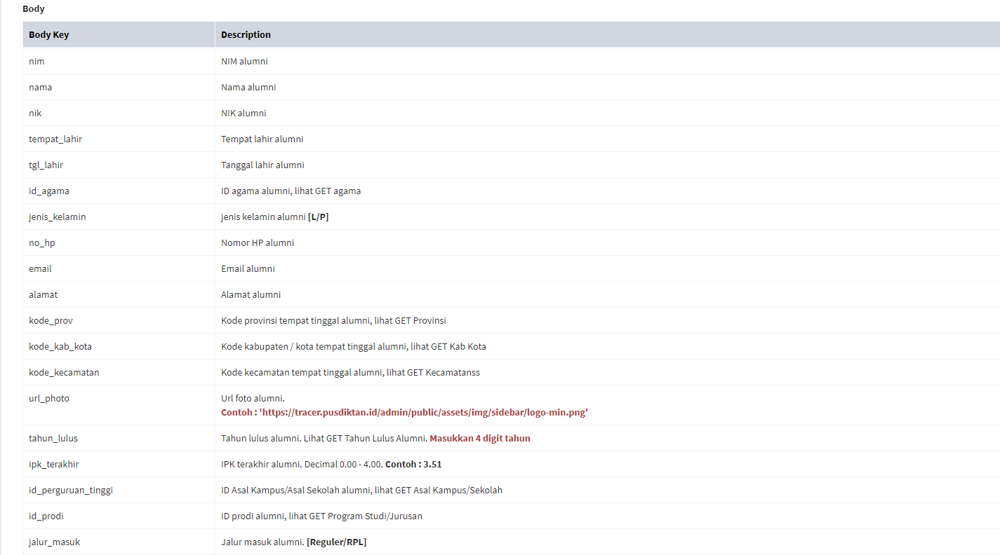 Body
Body Key Description
nim NIM alumni
nama Nama alumni
nik NIK alumni
tempat_lahir Tempat lahir alumni
tgl_lahir Tanggal lahir alumni
id_agama ID agama alumni, lihat GET agama
jenis_kelamin jenis kelamin alumni [L/P]
no_hp Nomor HP alumni
email Email alumni
alamat Alamat alumni
kode_prov Kode provinsi tempat tinggal alumni, lihat GET Provinsi
kode_kab_kota Kode kabupaten / kota tempat tinggal alumni, lihat GET Kab Kota
kode_kecamatan Kode kecamatan tempat tinggal alumni, lihat GET Kecamatanss
url_photo Url foto alumni.
Contoh : 'https://tracer.pusdiktan.id/admin/public/assets/img/sidebar/logo-min.png'
tahun_lulus Tahun lulus alumni. Lihat GET Tahun Lulus Alumni. Masukkan 4 digit tahun
ipk_terakhir IPK terakhir alumni. Decimal 0.00 - 4.00. Contoh : 3.51
id_perguruan_tinggi ID Asal Kampus/Asal Sekolah alumni, lihat GET Asal Kampus/Sekolah
id_prodi ID prodi alumni, lihat GET Program Studi/Jurusan
jalur_masuk Jalur masuk alumni. [Reguler/RPL]